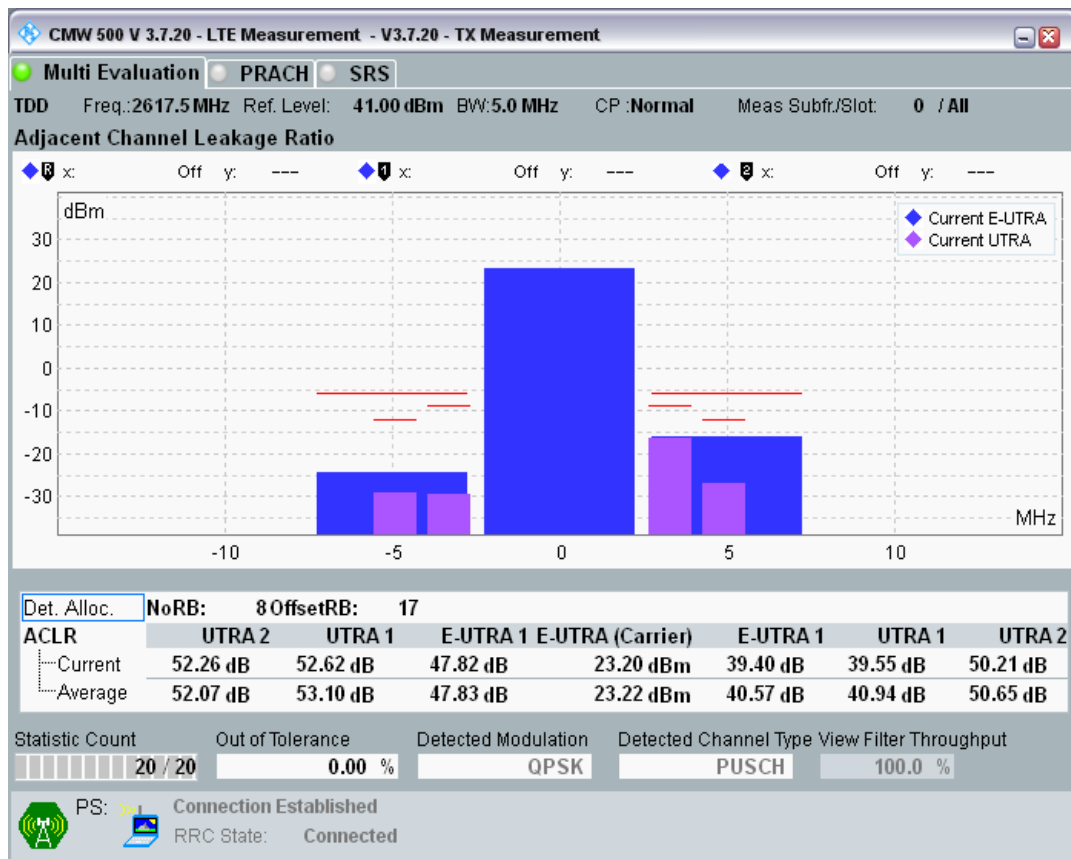 CMW 500 V 3.7.20 - LTE Measurement - V3.7.20 - TX Measurement
Multi Evaluation PRACH SRS
TDD Freq.:2617.5 MHz Ref. Level: 41.00 dBm BW:5.0 MHz CP :Normal Meas Subfr./Slot: 0 / All
Adjacent Channel Leakage Ratio
R x: Off y: --- 1 x: Off y: --- 2 x: Off y: ---
dBm
Current E-UTRA
Current UTRA
30
20
10
0
-10
-20
-30
MHz
-10 -5 0 5 10
Det. Alloc. NoRB: 8 OffsetRB: 17
ACLR UTRA 2 UTRA 1 E-UTRA 1 E-UTRA (Carrier) E-UTRA 1 UTRA 1 UTRA 2
Current 52.26 dB 52.62 dB 47.82 dB 23.20 dBm 39.40 dB 39.55 dB 50.21 dB
Average 52.07 dB 53.10 dB 47.83 dB 23.22 dBm 40.57 dB 40.94 dB 50.65 dB
Statistic Count Out of Tolerance Detected Modulation Detected Channel Type View Filter Throughput
20 / 20 0.00 % QPSK PUSCH 100.0 %
PS: Connection Established
RRC State: Connected